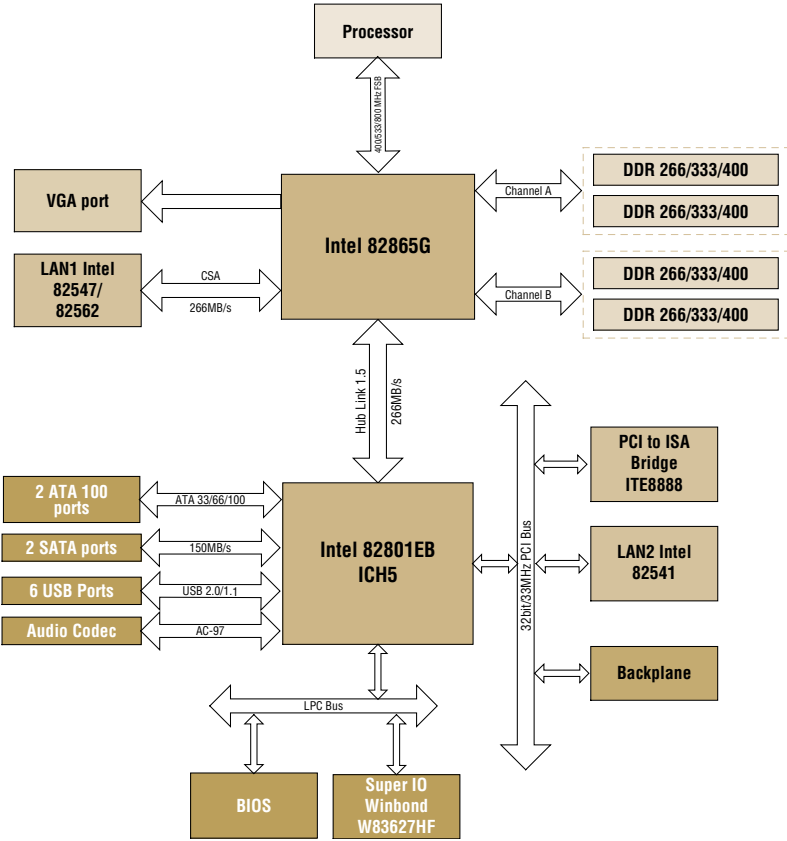 Processor
400/533/800 MHz FSB
VGA port
Intel 82865G
Channel A
DDR 266/333/400
DDR 266/333/400
LAN1 Intel
82547/
82562
CSA
266MB/s
Channel B
DDR 266/333/400
DDR 266/333/400
Hub Link 1.5
266MB/s
2 ATA 100
ports
ATA 33/66/100
2 SATA ports
150MB/s
6 USB Ports
USB 2.0/1.1
Audio Codec
AC-97
Intel 82801EB
ICH5
32bit/33MHz PCI Bus
PCI to ISA
Bridge
ITE8888
LAN2 Intel
82541
Backplane
LPC Bus
BIOS
Super IO
Winbond
W83627HF